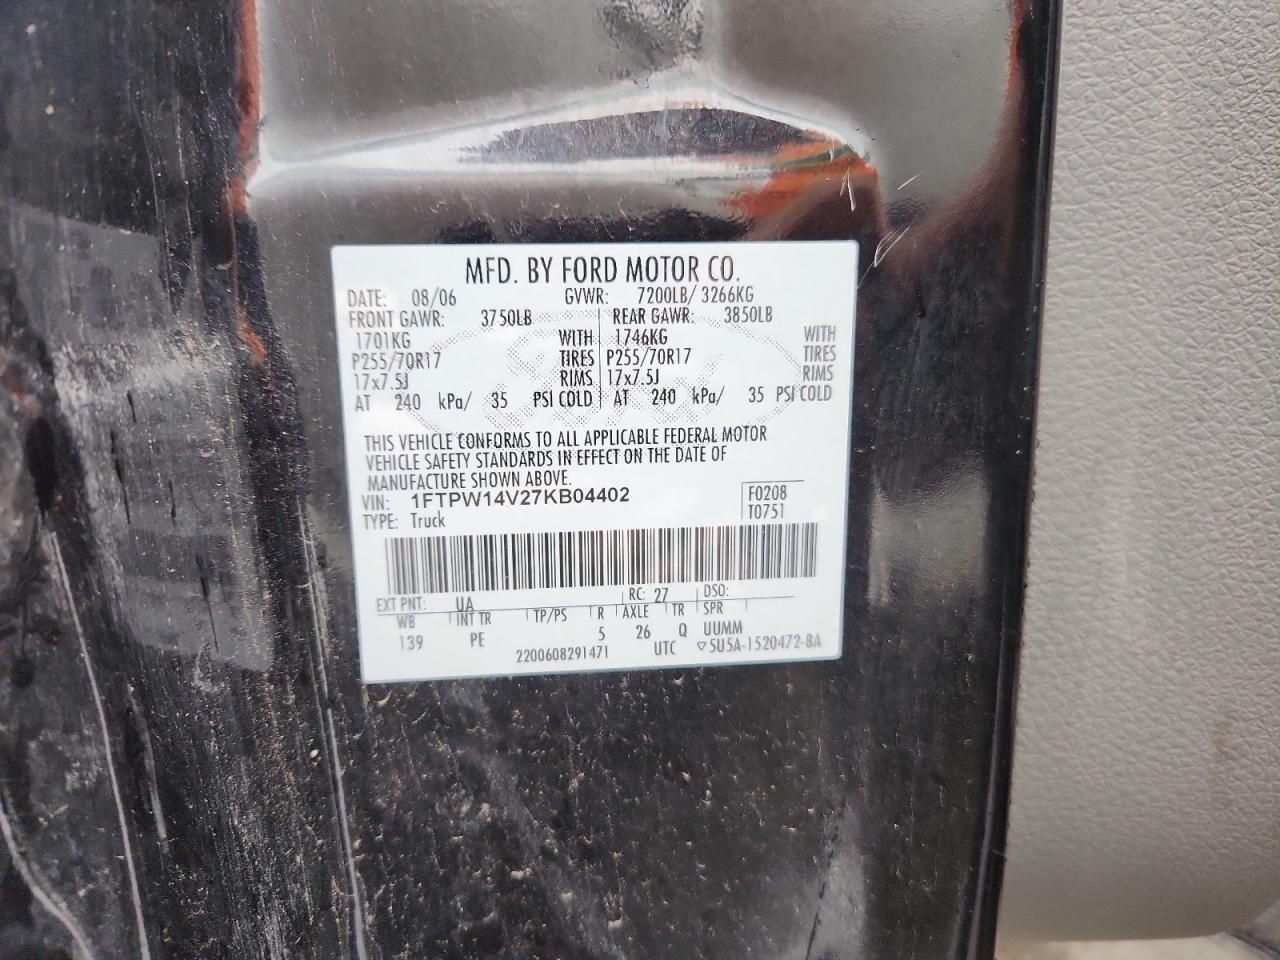 MFD. BY FORD MOTOR CO.
DATE: 08/06 GVWR: 7200LB/ 3266KG
FRONT GAWR: 3750LB REAR GAWR: 3850LB
1701KG WITH 1746KG WITH
P255/70R17 TIRES P255/70R17 TIRES
17x7.5J RIMS 17x7.5J RIMS
AT 240 kPa/ 35 PSI COLD AT 240 kPa/ 35 PSI COLD
THIS VEHICLE CONFORMS TO ALL APPLICABLE FEDERAL MOTOR
VEHICLE SAFETY STANDARDS IN EFFECT ON THE DATE OF
MANUFACTURE SHOWN ABOVE.
VIN: 1FTPW14V27KB04402 F0208
TYPE: Truck T0751
EXT PNT: UA RC: 27 DSO:
WB INT TR TP/PS R AXLE TR SPR
139 PE 5 26 Q UUMM
2200608291471 UTC ▽5U5A-1520472-BA